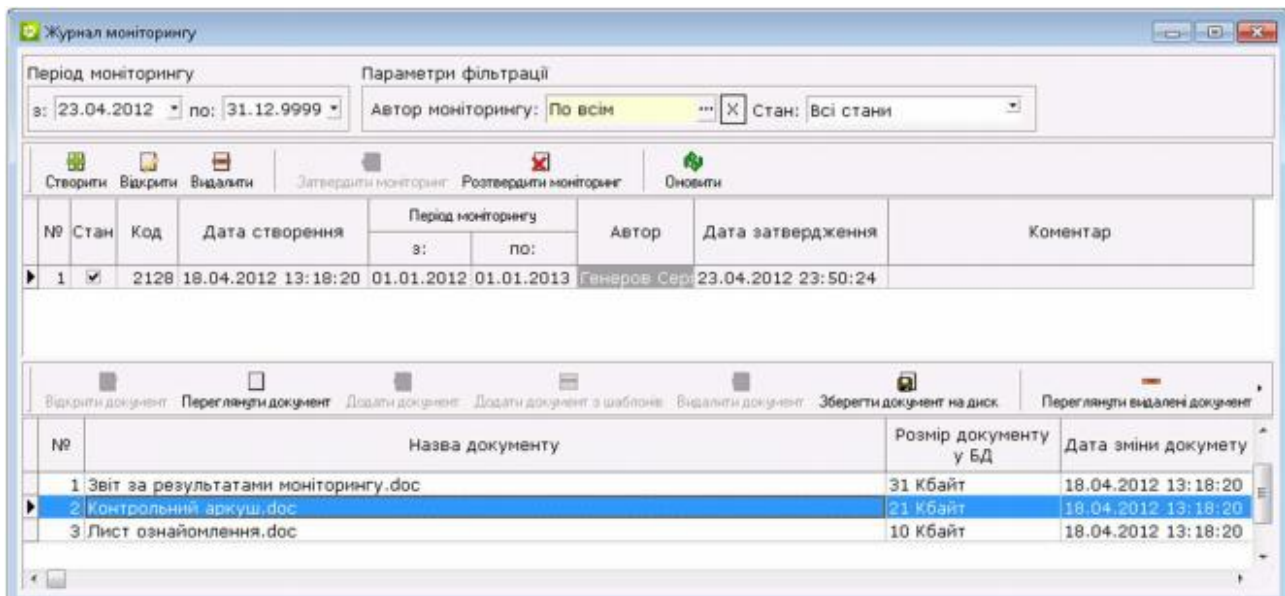 Журнал моніторингу
Період моніторингу Параметри фільтрації
з: 23.04.2012 по: 31.12.9999 Автор моніторингу: По всім ... X Стан: Всі стани
Створити Відкрити Видалити Затвердити моніторинг Розтвердити моніторинг Оновити
№ Стан Код Дата створення Період моніторингу Автор Дата затвердження Коментар
з: по:
1 2128 18.04.2012 13:18:20 01.01.2012 01.01.2013 Генеров Серг 23.04.2012 23:50:24
Відкрити документ Переглянути документ Додати документ Додати документ з шаблонів Видалити документ Зберегти документ на диск Переглянути видалені документ
№ Назва документу Розмір документу у БД Дата зміни докумету
1 Звіт за результатами моніторингу.doc 31 Кбайт 18.04.2012 13:18:20
2 Контрольний аркуш.doc 21 Кбайт 18.04.2012 13:18:20
3 Лист ознайомлення.doc 10 Кбайт 18.04.2012 13:18:20